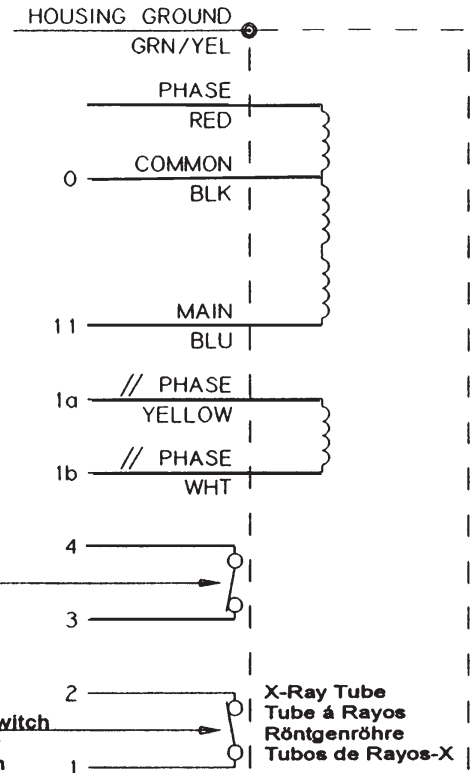 HOUSING GROUND
GRN/YEL
PHASE
RED
0 COMMON
BLK
11 MAIN
BLU
1a // PHASE
YELLOW
1b // PHASE
WHT
4
3
2
1
X-Ray Tube
Tube á Rayos
Röntgenröhre
Tubos de Rayos-X